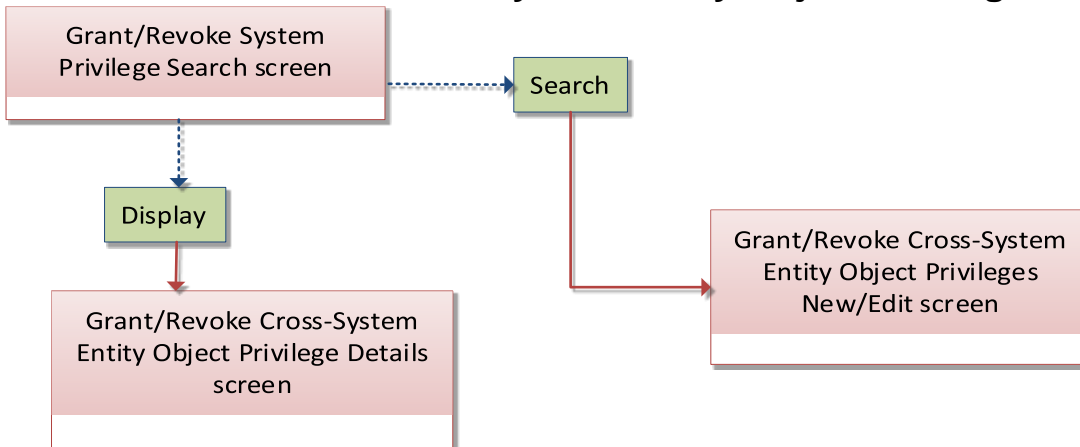 Grant/Revoke System
Privilege Search screen
Search
Display
Grant/Revoke Cross-System
Entity Object Privileges
New/Edit screen
Grant/Revoke Cross-System
Entity Object Privilege Details
screen